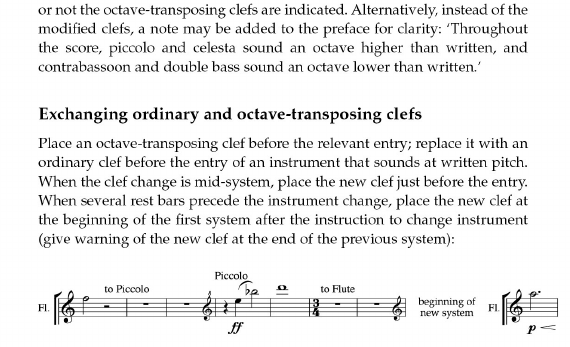 or not the octave-transposing clefs are indicated. Alternatively, instead of the
modified clefs, a note may be added to the preface for clarity: ‘Throughout
the score, piccolo and celesta sound an octave higher than written, and
contrabassoon and double bass sound an octave lower than written.’
Exchanging ordinary and octave-transposing clefs
Place an octave-transposing clef before the relevant entry; replace it with an
ordinary clef before the entry of an instrument that sounds at written pitch.
When the clef change is mid-system, place the new clef just before the entry.
When several rest bars precede the instrument change, place the new clef at
the beginning of the first system after the instruction to change instrument
(give warning of the new clef at the end of the previous system):
Piccolo
to Piccolo
to Flute
Fl.
3
4
beginning of
new system
Fl.
ff
p